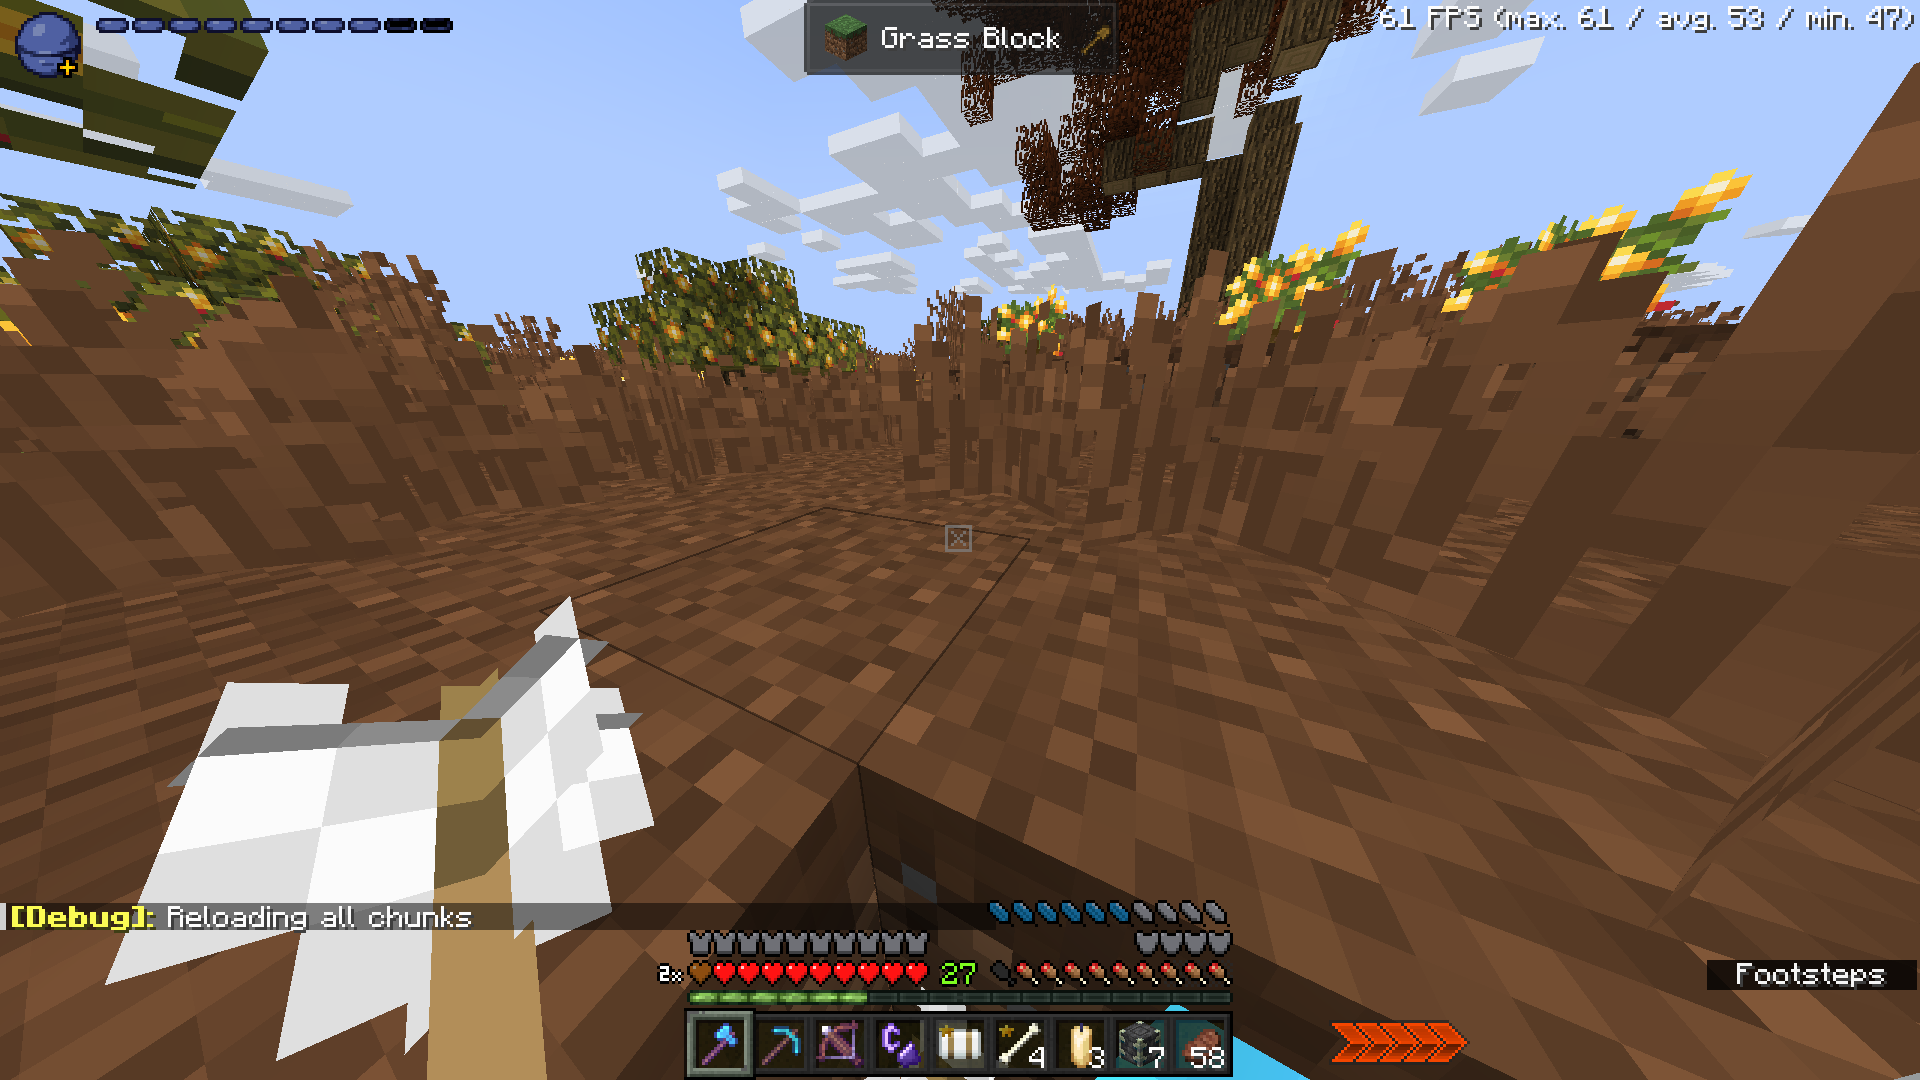 Grass Block
61 FPS (max. 61 / avg. 53 / min. 47)
[Debug]: Reloading all chunks
2x
27
Footsteps
4
3
7
58